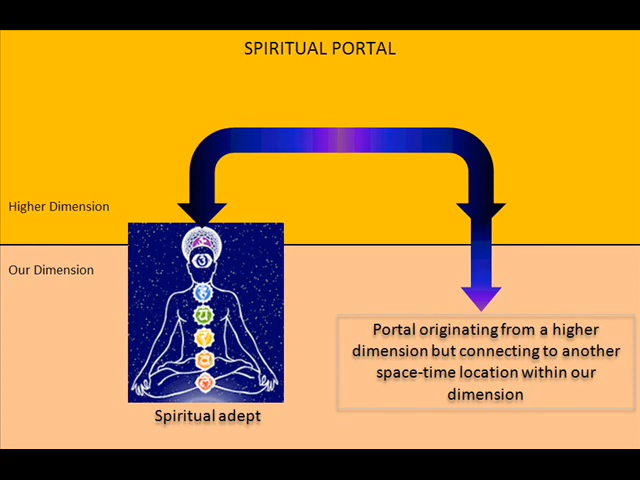 SPIRITUAL PORTAL
Higher Dimension
Our Dimension
Portal originating from a higher
dimension but connecting to another
space-time location within our
dimension
Spiritual adept